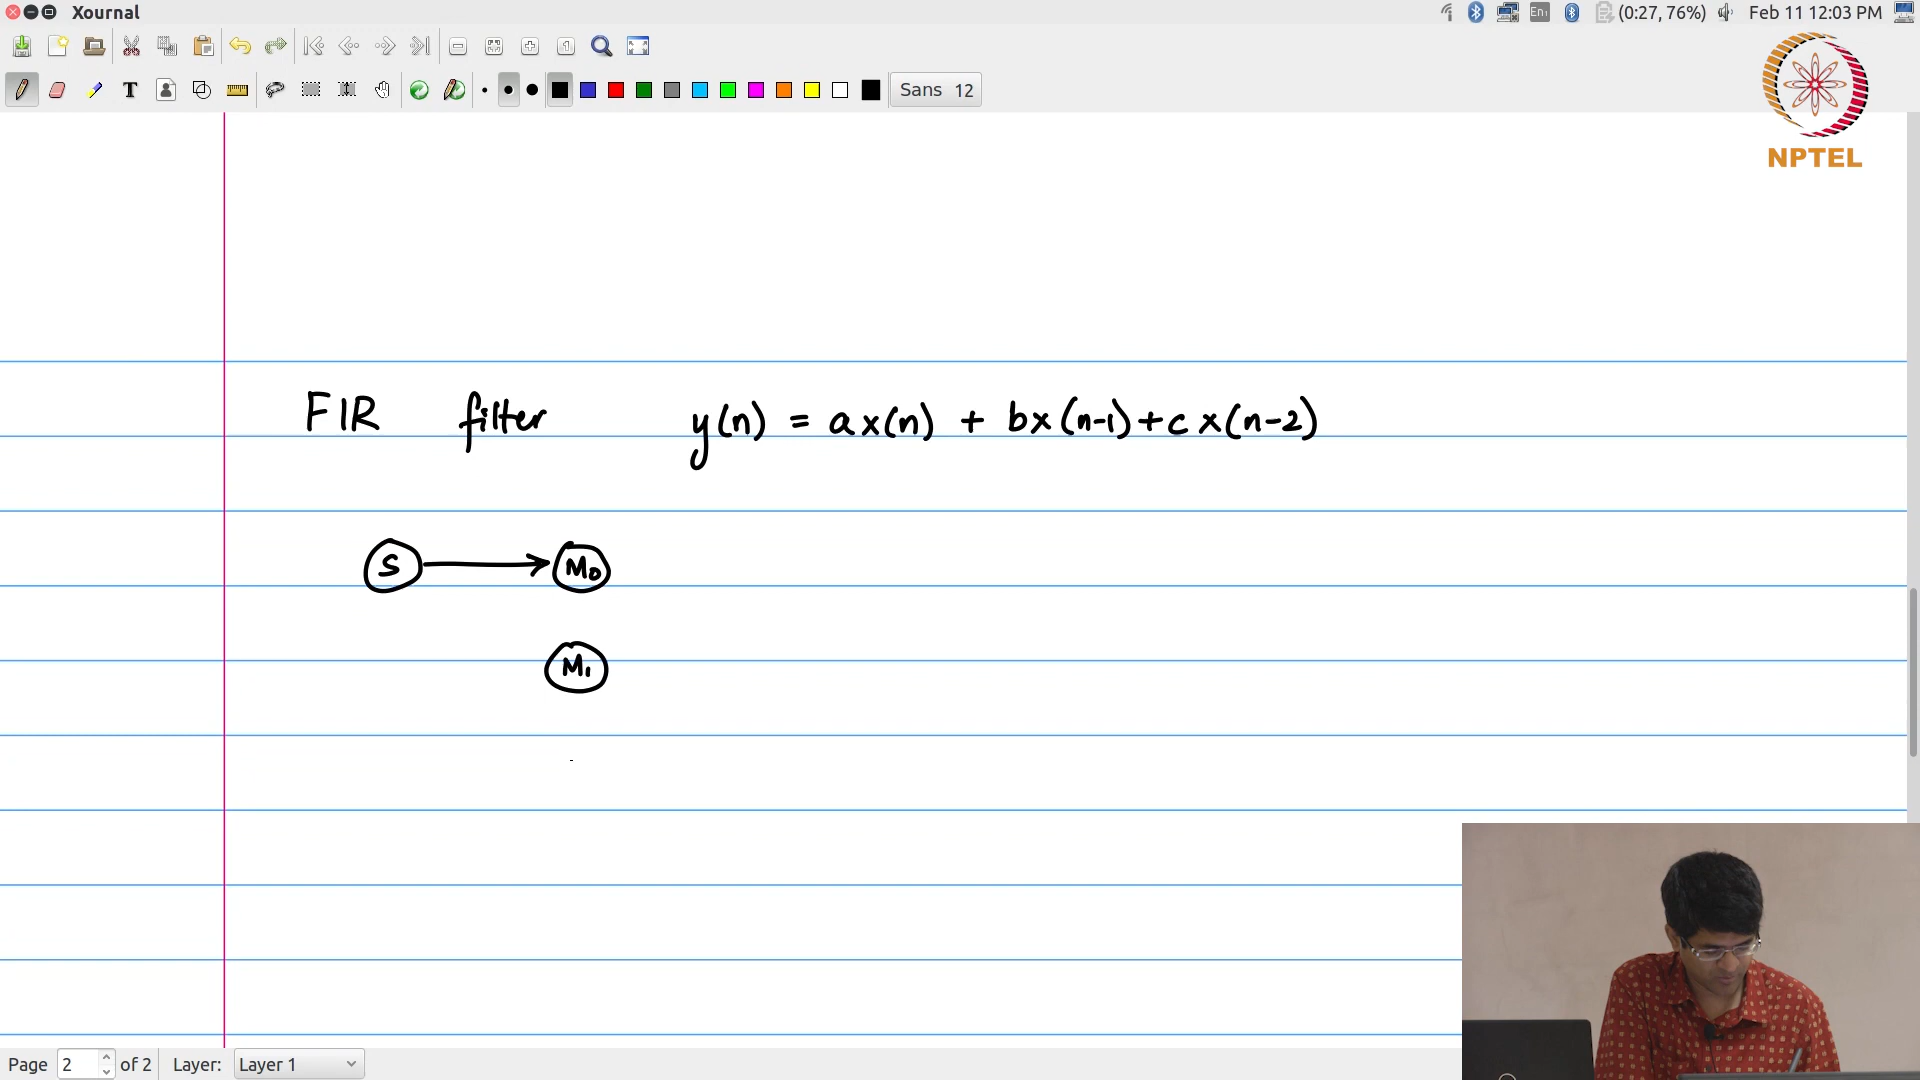 Xournal
En1
(0:27, 76%)
Feb 11 12:03 PM
Sans 12
NPTEL
FIR filter y(n) = ax(n) + bx(n-1)+cx(n-2)
S M0
M1
Page 2 of 2 Layer: Layer 1